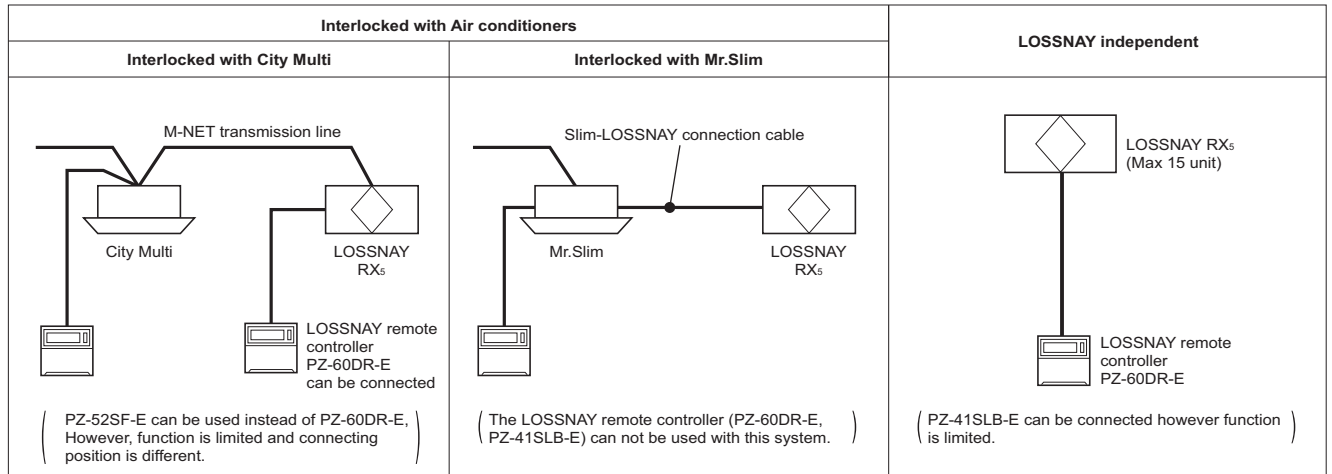 Interlocked with Air conditioners
LOSSNAY independent
Interlocked with City Multi
Interlocked with Mr.Slim
M-NET transmission line
City Multi
LOSSNAY
RX5
LOSSNAY remote
controller
PZ-60DR-E
can be connected
( PZ-52SF-E can be used instead of PZ-60DR-E,
However, function is limited and connecting
position is different. )
Slim-LOSSNAY connection cable
Mr.Slim
LOSSNAY
RX5
( The LOSSNAY remote controller (PZ-60DR-E,
PZ-41SLB-E) can not be used with this system. )
LOSSNAY RX5
(Max 15 unit)
LOSSNAY remote
controller
PZ-60DR-E
( PZ-41SLB-E can be connected however function
is limited. )